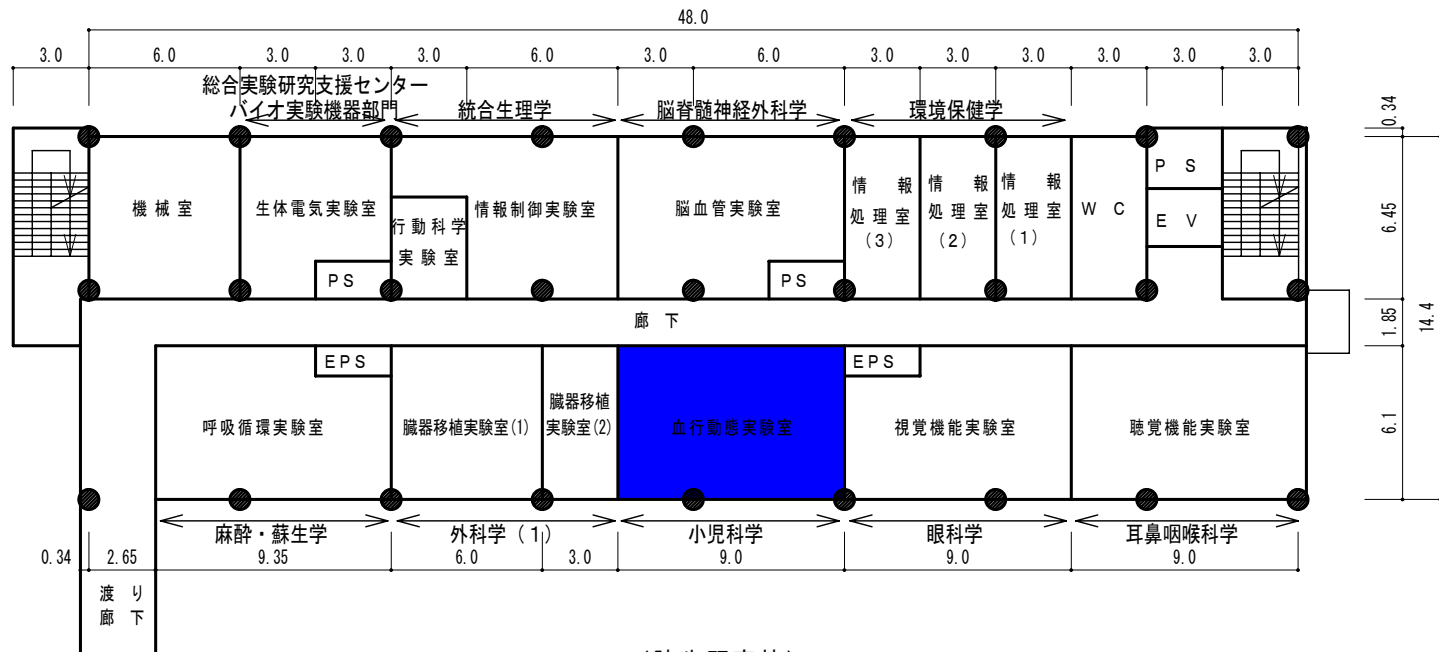 48.0
3.0 6.0 3.0 3.0 3.0 6.0 3.0 6.0 3.0 3.0 3.0 3.0 3.0 3.0
総合実験研究支援センター
バイオ実験機器部門 統合生理学 脳脊髄神経外科学 環境保健学
0.34
機械室
生体電気実験室
PS
行動科学
実験室
情報制御実験室
脳血管実験室
PS
情報
処理室
(3)
情報
処理室
(2)
情報
処理室
(1)
WC
PS
EV
6.45
廊下
1.85
14.4
呼吸循環実験室
EPS
臓器移植実験室(1)
臓器移植
実験室(2)
血行動態実験室
EPS
視覚機能実験室
聴覚機能実験室
6.1
麻酔・蘇生学 外科学(1) 小児科学 眼科学 耳鼻咽喉科学
0.34 2.65 9.35 6.0 3.0 9.0 9.0 9.0
渡り
廊下